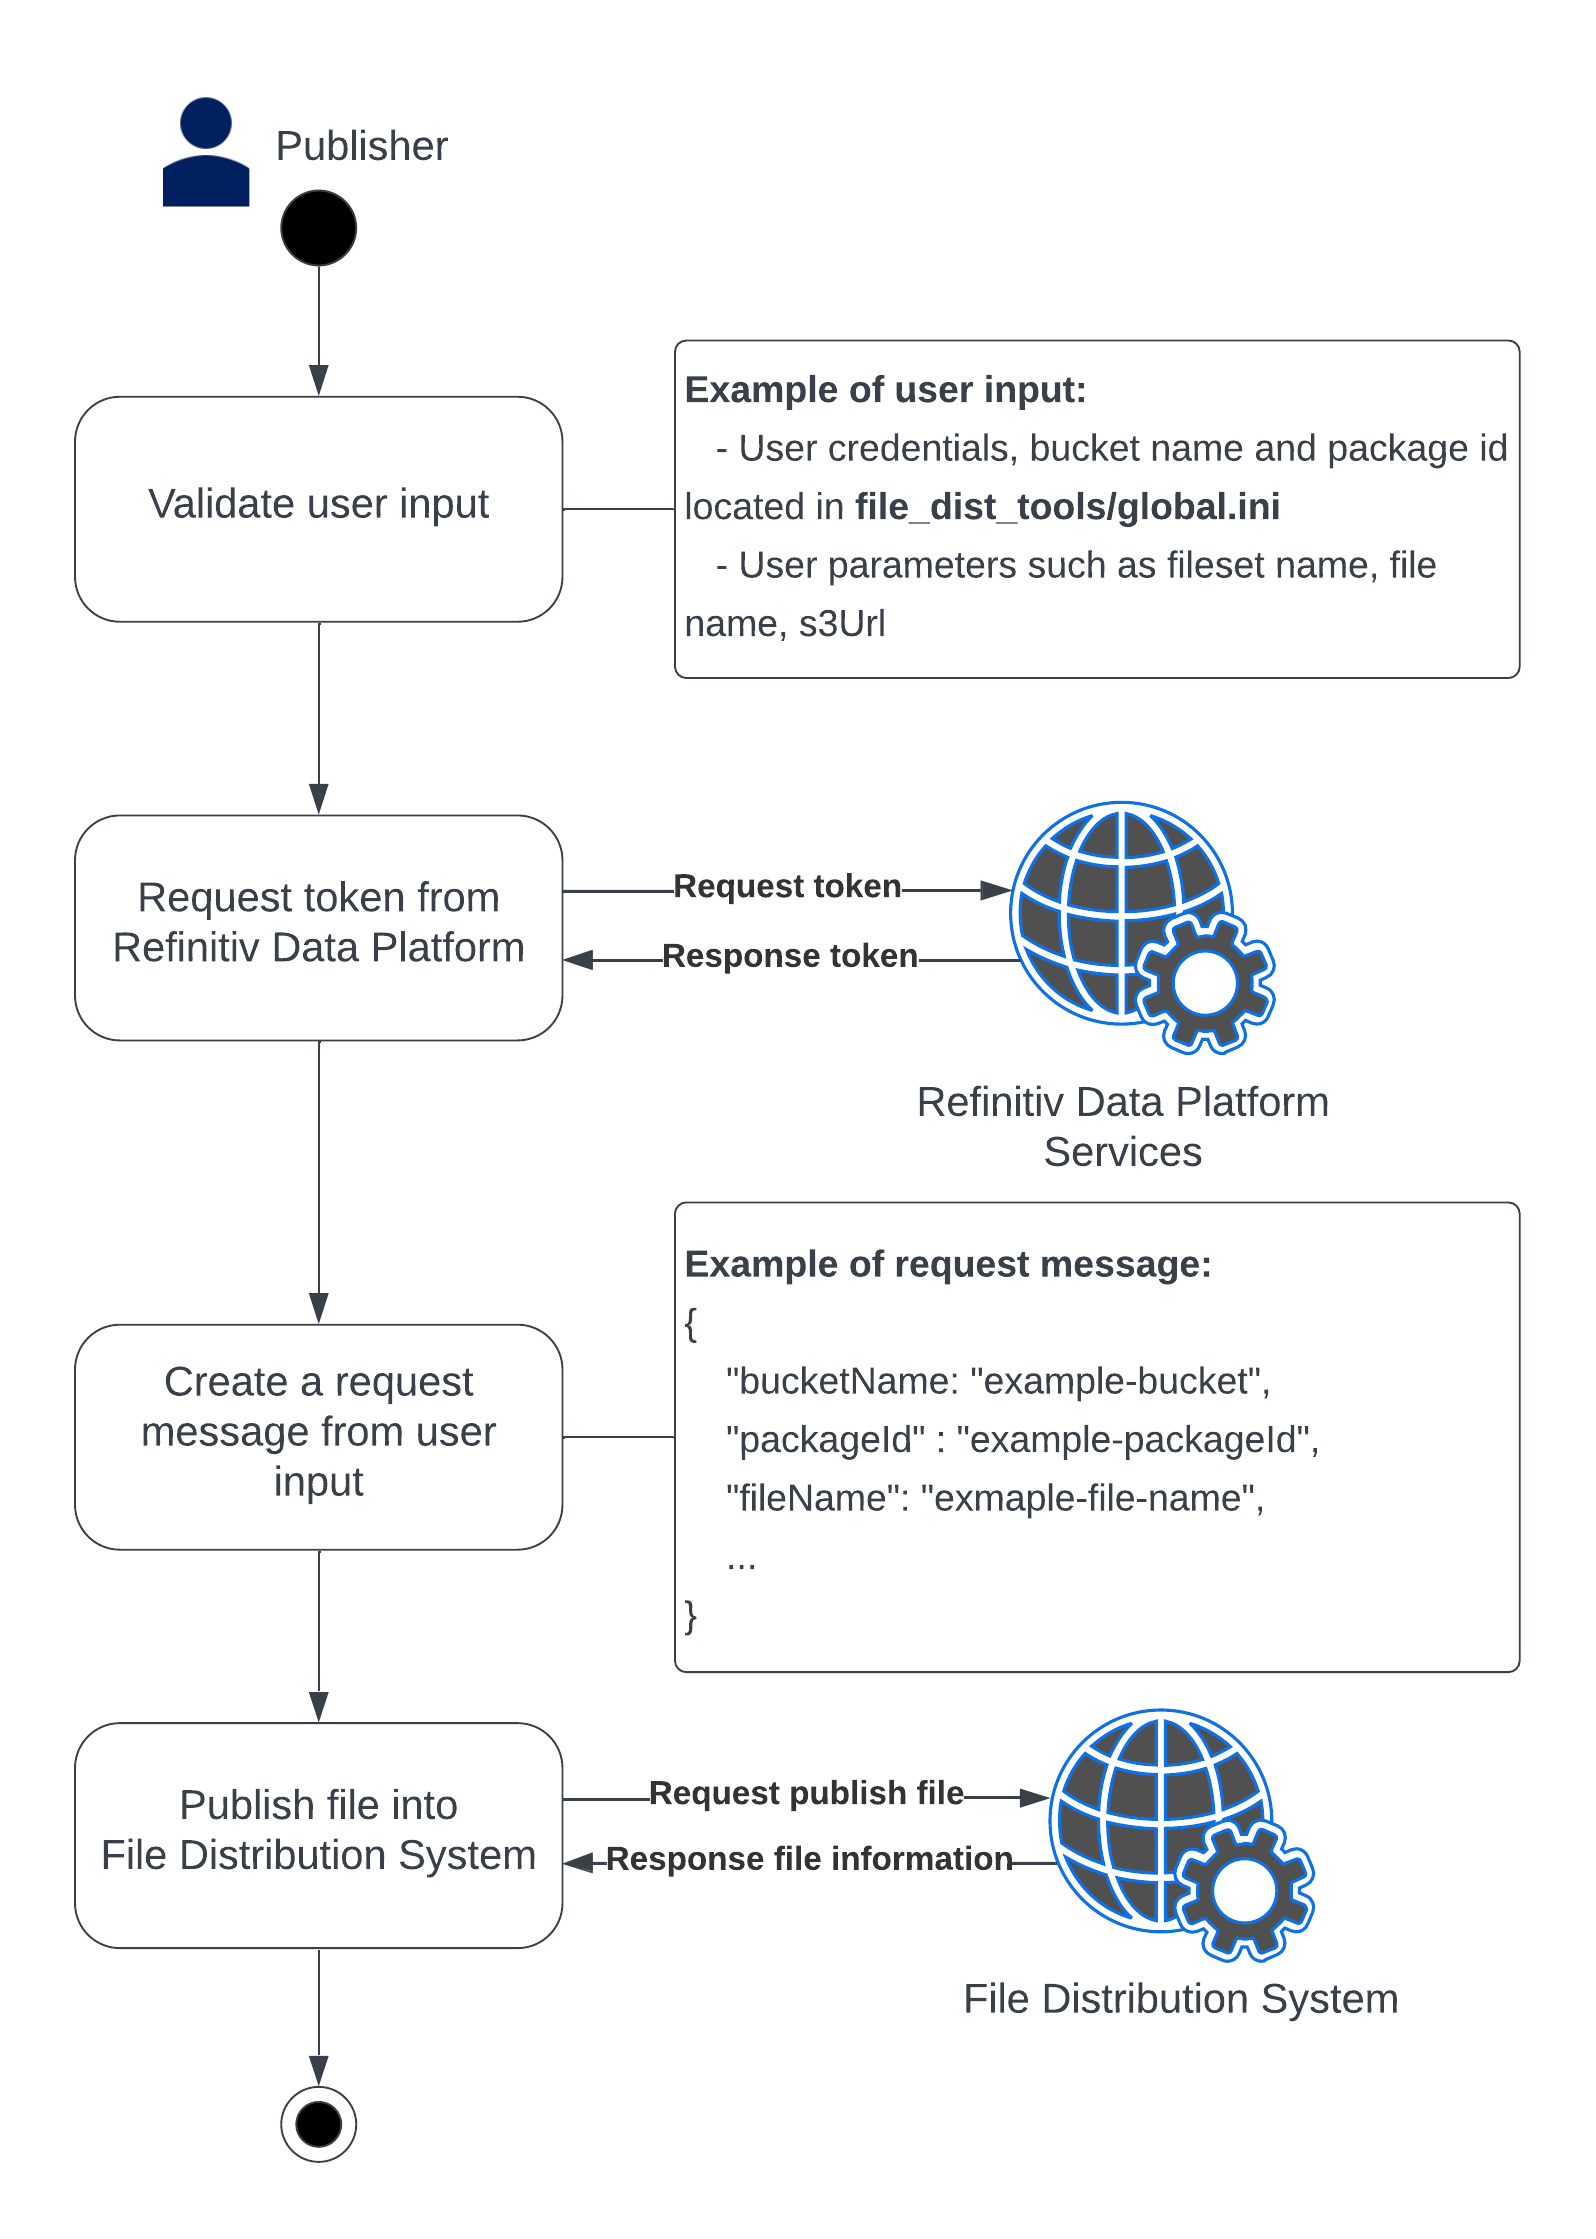 Publisher
Validate user input
Example of user input:
- User credentials, bucket name and package id
located in file_dist_tools/global.ini
- User parameters such as fileset name, file
name, s3Url
Request token from
Refinitiv Data Platform
Request token
Response token
Refinitiv Data Platform
Services
Create a request
message from user
input
Example of request message:
{
"bucketName: "example-bucket",
"packageId" : "example-packageId",
"fileName": "exmaple-file-name",
...
}
Publish file into
File Distribution System
Request publish file
Response file information
File Distribution System